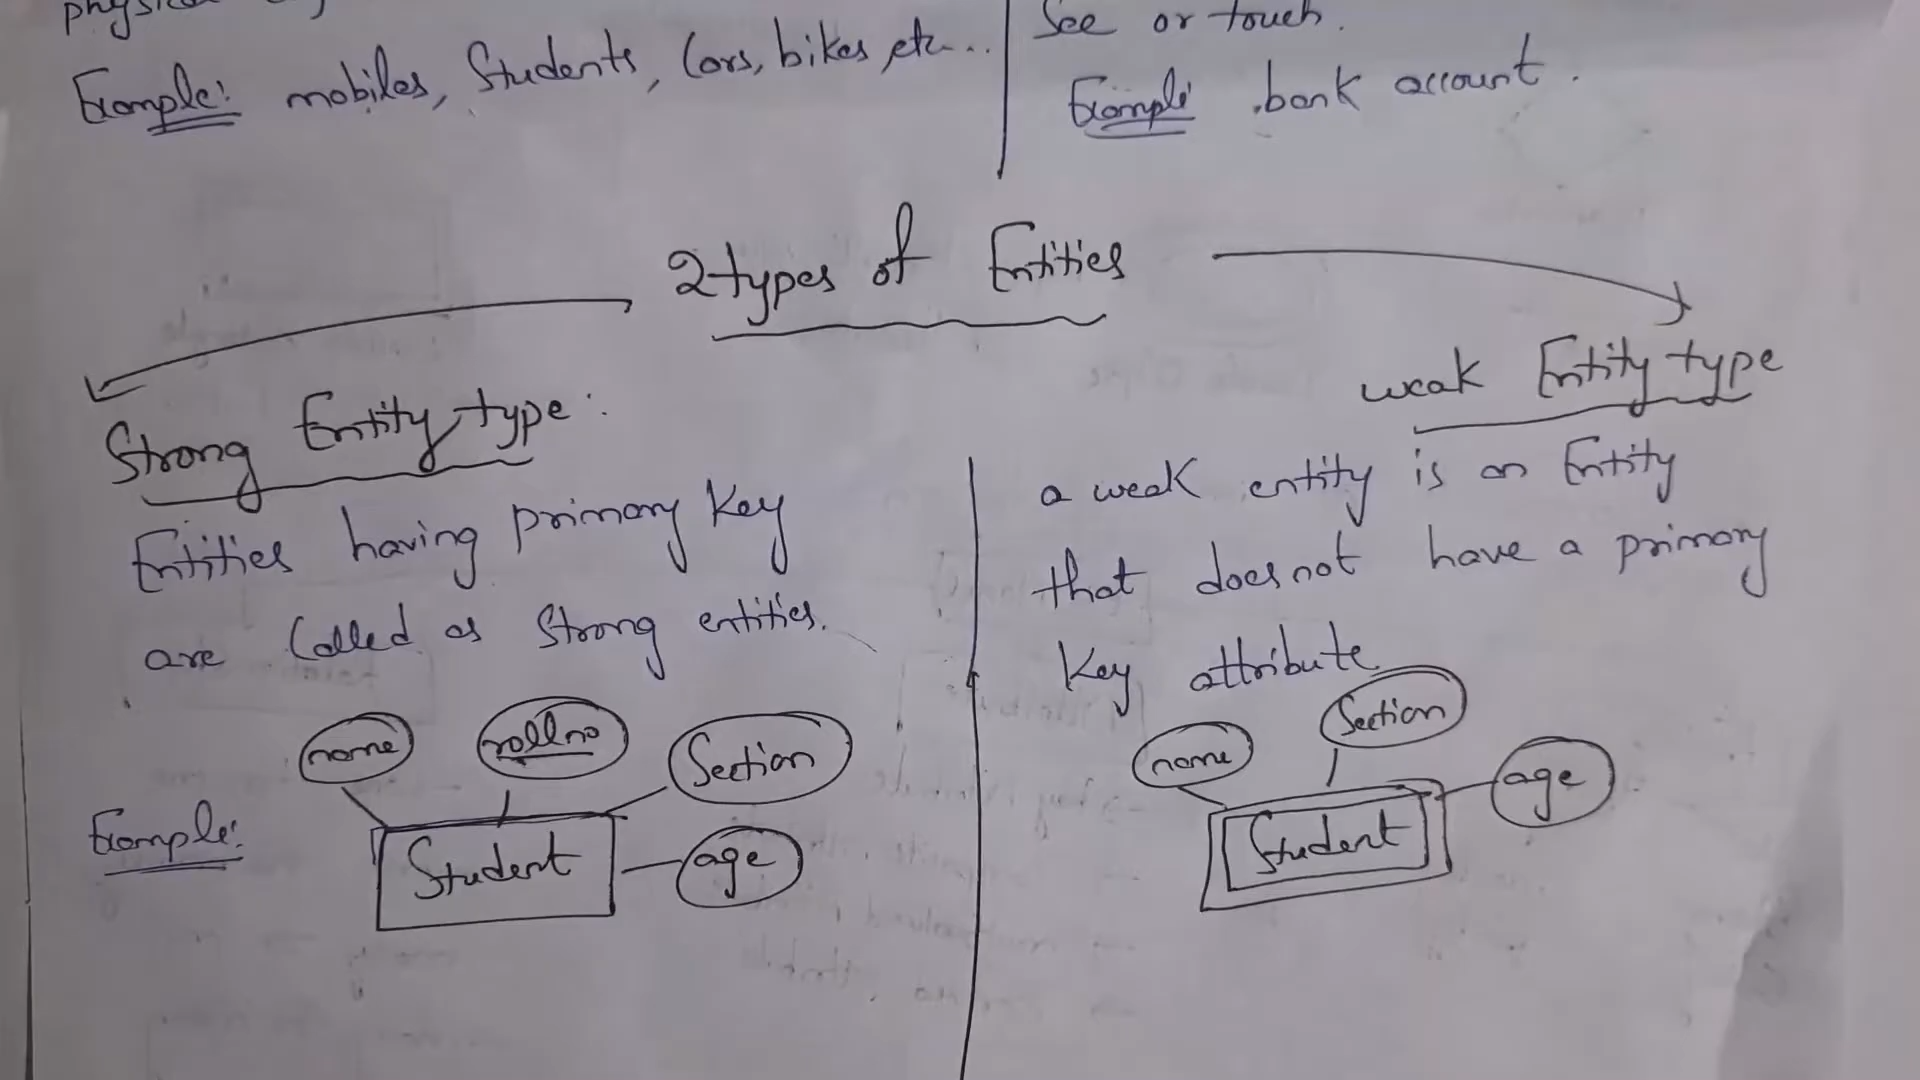 physical
Example: mobiles, Students, Cars, bikes, etc...
See or touch.
Example bank account.
2 types of Entities
Strong Entity type:
Entities having primary key
are Called as Strong entities.
name
rollno
Section
Example:
Student
age
weak Entity type
a weak entity is an Entity
that does not have a primary
key attribute
Section
name
age
Student